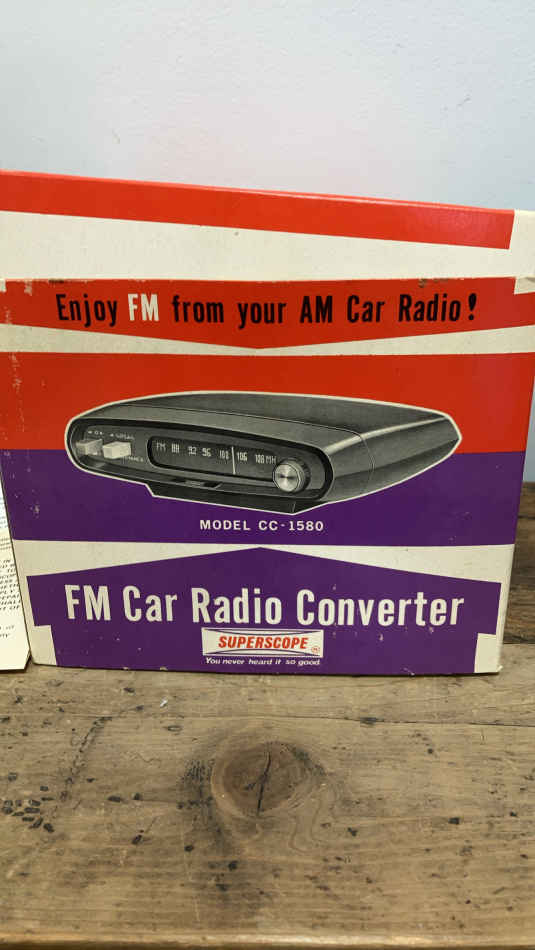 Enjoy FM from your AM Car Radio!
FM 88 92 96 100 106 108 MH
MODEL CC-1580
FM Car Radio Converter
SUPERSCOPE
You never heard it so good